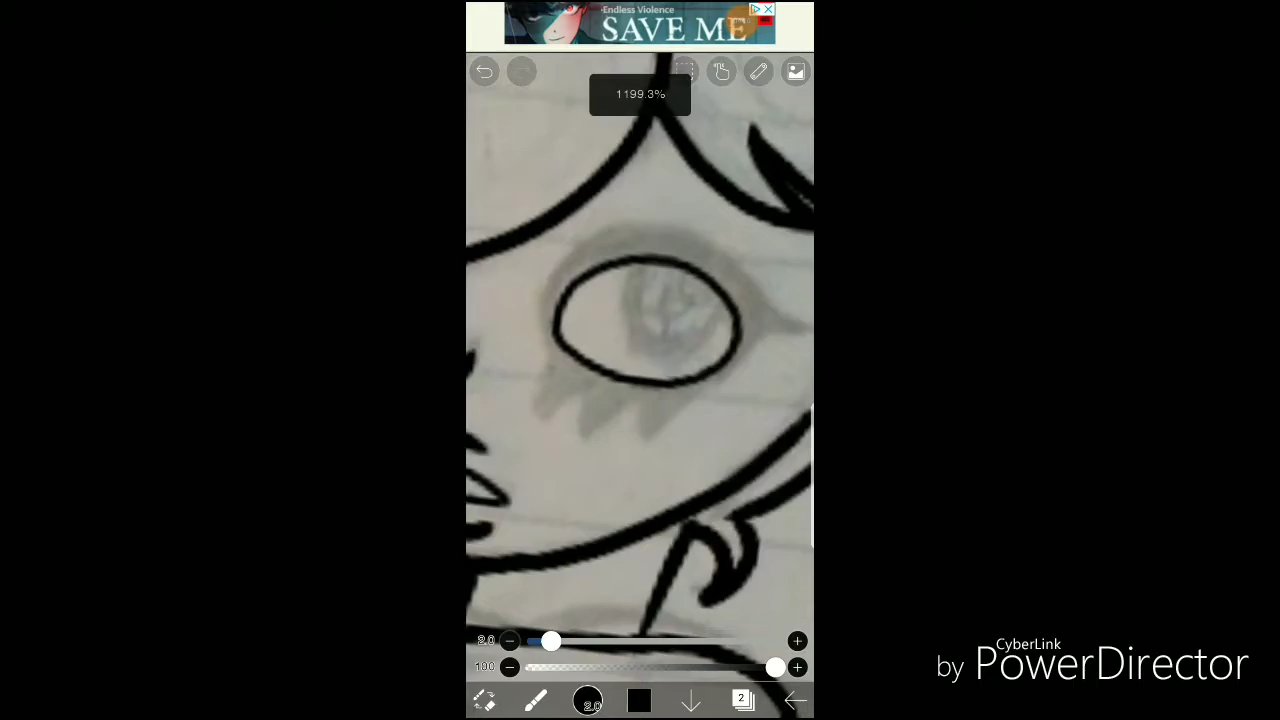 ·Endless Violence
SAVE ME
1199.3%
2.0
100
2.0
2
CyberLink
by PowerDirector